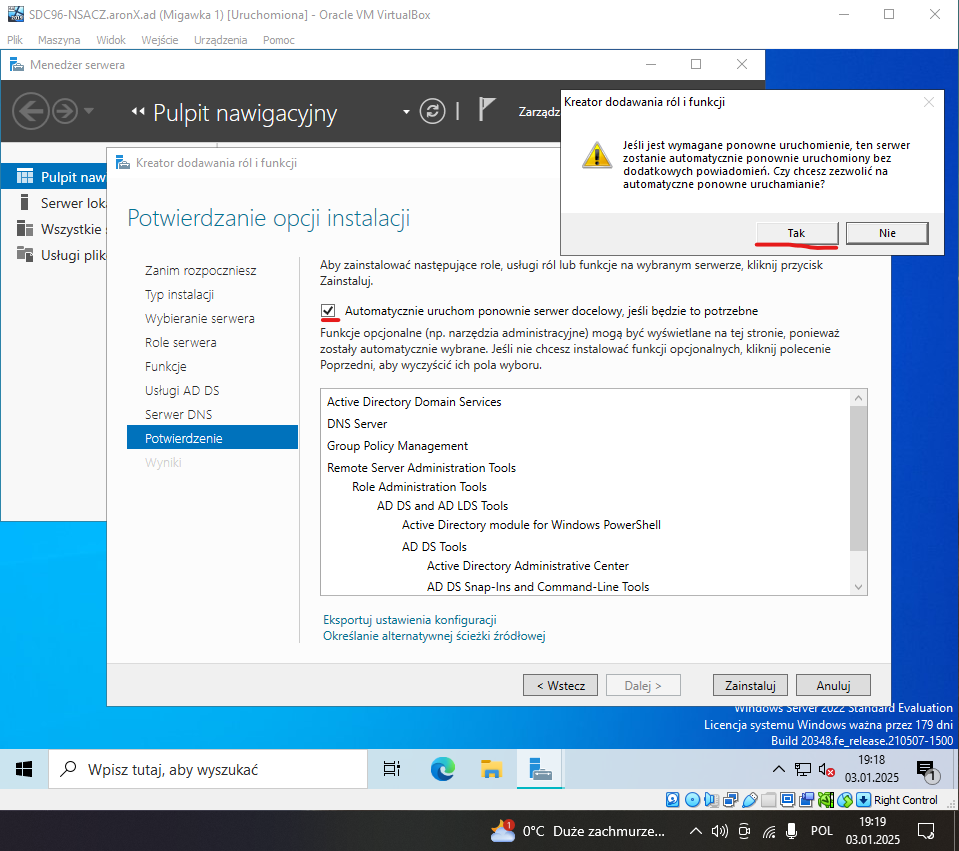 SDC96-NSACZ.aronX.ad (Migawka 1) [Uruchomiona] - Oracle VM VirtualBox
Plik Maszyna Widok Wejście Urządzenia Pomoc
Menedżer serwera
Pulpit nawigacyjny
Zarządz
Kreator dodawania ról i funkcji
Jeśli jest wymagane ponowne uruchomienie, ten serwer
zostanie automatycznie ponownie uruchomiony bez
dodatkowych powiadomień. Czy chcesz zezwolić na
automatyczne ponowne uruchamianie?
Tak
Nie
Pulpit naw
Serwer lok
Wszystkie s
Usługi plik
Kreator dodawania ról i funkcji
Potwierdzanie opcji instalacji
Zanim rozpoczniesz
Typ instalacji
Wybieranie serwera
Role serwera
Funkcje
Usługi AD DS
Serwer DNS
Potwierdzenie
Wyniki
Aby zainstalować następujące role, usługi ról lub funkcje na wybranym serwerze, kliknij przycisk
Zainstaluj.
Automatycznie uruchom ponownie serwer docelowy, jeśli będzie to potrzebne
Funkcje opcjonalne (np. narzędzia administracyjne) mogą być wyświetlane na tej stronie, ponieważ
zostały automatycznie wybrane. Jeśli nie chcesz instalować funkcji opcjonalnych, kliknij polecenie
Poprzedni, aby wyczyścić ich pola wyboru.
Active Directory Domain Services
DNS Server
Group Policy Management
Remote Server Administration Tools
Role Administration Tools
AD DS and AD LDS Tools
Active Directory module for Windows PowerShell
AD DS Tools
Active Directory Administrative Center
AD DS Snap-Ins and Command-Line Tools
Eksportuj ustawienia konfiguracji
Określanie alternatywnej ścieżki źródłowej
< Wstecz
Dalej >
Zainstaluj
Anuluj
Windows Server 2022 Standard Evaluation
Licencja systemu Windows ważna przez 179 dni
Build 20348.fe_release.210507-1500
Wpisz tutaj, aby wyszukać
19:18
03.01.2025
1
Right Control
1
0°C Duże zachmurze...
POL
19:19
03.01.2025